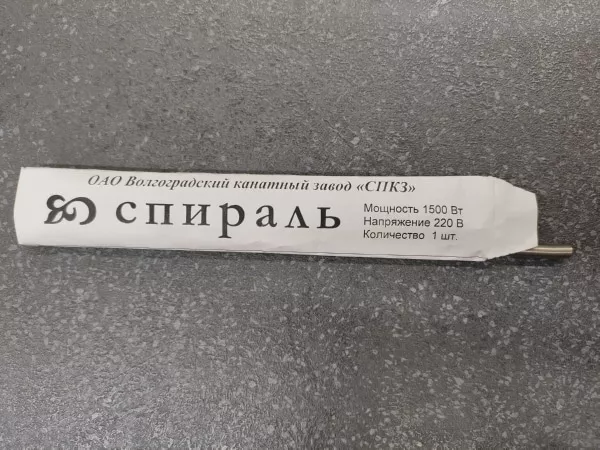 ОАО Волгоградский канатный завод «СПКЗ»
спираль
Мощность 1500 Вт
Напряжение 220 В
Количество 1 шт.